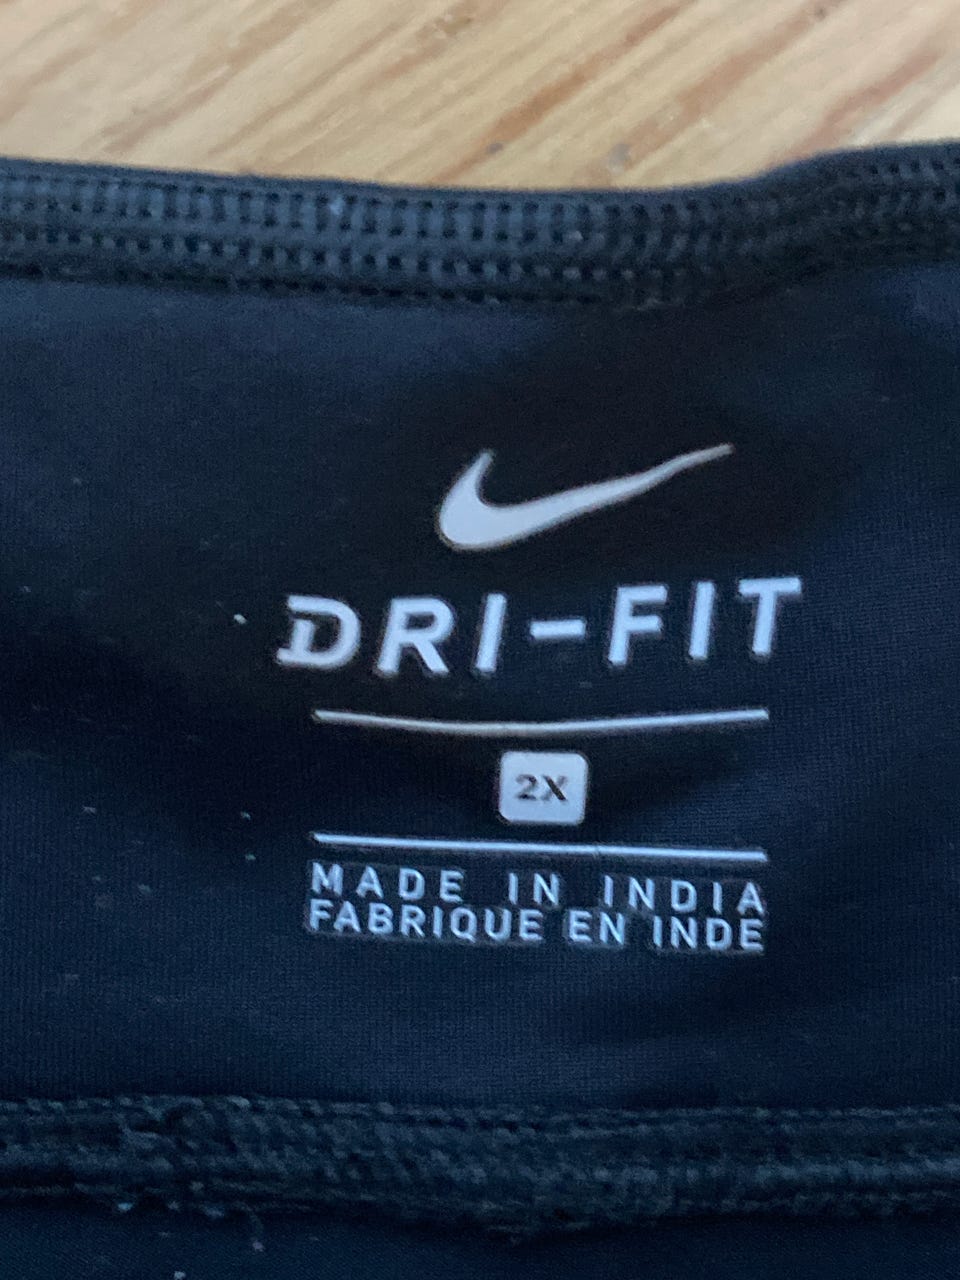 DRI-FIT
2X
MADE IN INDIA
FABRIQUE EN INDE